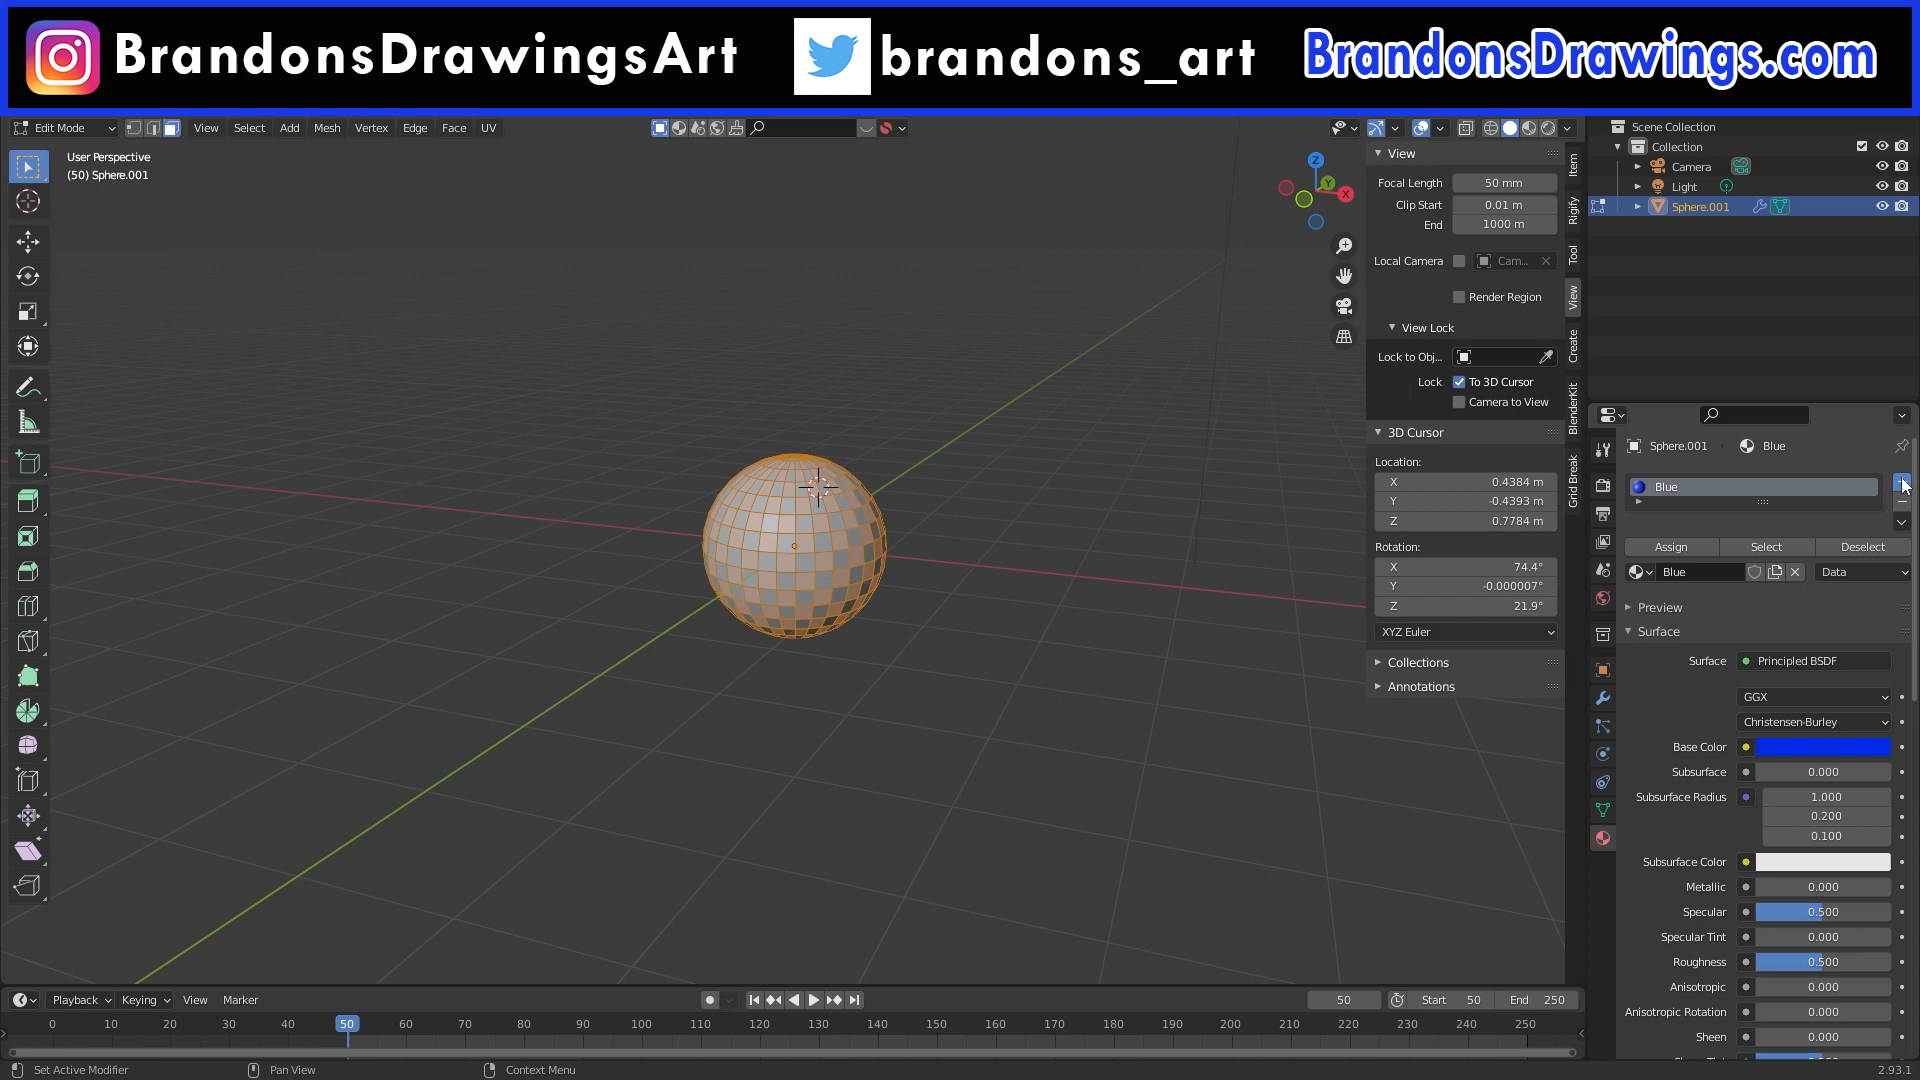 BrandonsDrawingsArt brandons_art BrandonsDrawings.com
Edit Mode View Select Add Mesh Vertex Edge Face UV
User Perspective
(50) Sphere.001
Z
Y
X
View
Focal Length 50 mm
Clip Start 0.01 m
End 1000 m
Local Camera Cam...
Render Region
View Lock
Lock to Obj...
Lock To 3D Cursor
Camera to View
3D Cursor
Location:
X 0.4384 m
Y -0.4393 m
Z 0.7784 m
Rotation:
X 74.4°
Y -0.000007°
Z 21.9°
XYZ Euler
Collections
Annotations
Item
Rigify
Tool
View
Create
BlenderKit
Grid Break
Scene Collection
Collection
Camera
Light
Sphere.001
Sphere.001 Blue
Blue
Assign Select Deselect
Blue Data
Preview
Surface
Surface Principled BSDF
GGX
Christensen-Burley
Base Color
Subsurface 0.000
Subsurface Radius 1.000
0.200
0.100
Subsurface Color
Metallic 0.000
Specular 0.500
Specular Tint 0.000
Roughness 0.500
Anisotropic 0.000
Anisotropic Rotation 0.000
Sheen 0.000
Playback Keying View Marker 50 Start 50 End 250
0 10 20 30 40 50 60 70 80 90 100 110 120 130 140 150 160 170 180 190 200 210 220 230 240 250
Set Active Modifier Pan View Context Menu 2.93.1